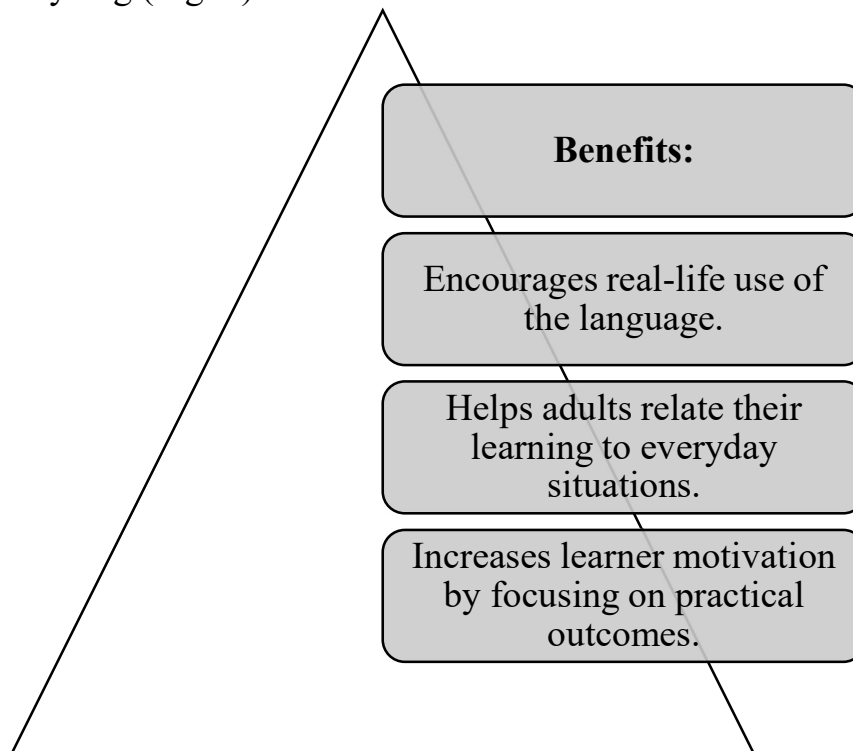 Benefits:
Encourages real-life use of
the language.
Helps adults relate their
learning to everyday
situations.
Increases learner motivation
by focusing on practical
outcomes.